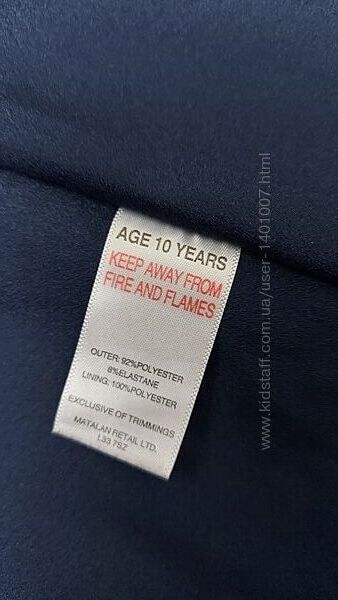 AGE 10 YEARS
KEEP AWAY FROM
FIRE AND FLAMES
OUTER: 92%POLYESTER
8%ELASTANE
LINING: 100%POLYESTER
EXCLUSIVE OF TRIMMINGS
MATALAN RETAIL LTD.
L33 7SZ
www.kidstaff.com.ua/user-1401007.html